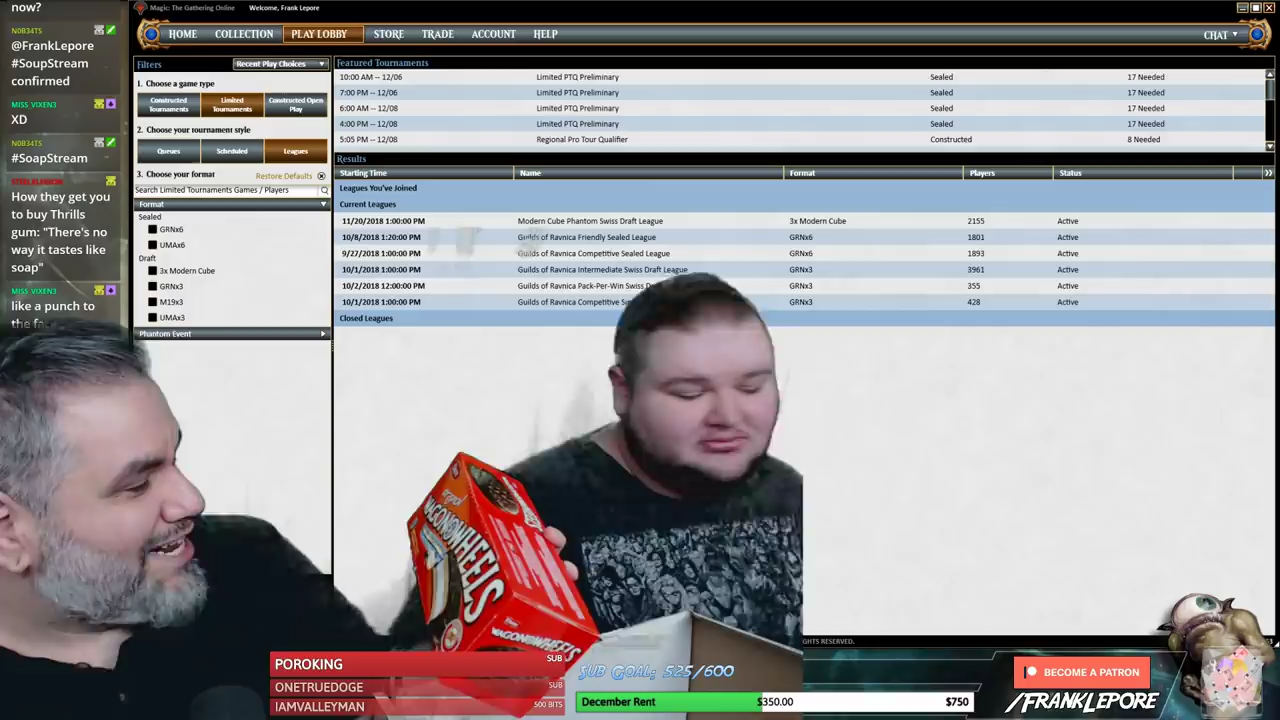 now?
N0B34TS
@FrankLepore
#SoupStream
confirmed
MISS_VIXEN3
XD
N0B34TS
#SoapStream
How they get you
to buy Thrills
gum: "There's no
way it tastes like
soap"
MISS_VIXEN3
like a punch to
Magic: The Gathering Online
Welcome, Frank Lepore
HOME
COLLECTION
PLAY LOBBY
STORE
TRADE
ACCOUNT
HELP
CHAT
Filters
Recent Play Choices
1. Choose a game type
Constructed Tournaments
Limited Tournaments
Constructed Open Play
2. Choose your tournament style
Queues
Scheduled
Leagues
3. Choose your format
Restore Defaults
Search Limited Tournaments Games / Players
Format
Sealed
GRNx6
UMAx6
Draft
3x Modern Cube
GRNx3
M19x3
UMAx3
Phantom Event
Featured Tournaments
10:00 AM -- 12/06 Limited PTQ Preliminary Sealed 17 Needed
7:00 PM -- 12/06 Limited PTQ Preliminary Sealed 17 Needed
6:00 AM -- 12/08 Limited PTQ Preliminary Sealed 17 Needed
4:00 PM -- 12/08 Limited PTQ Preliminary Sealed 17 Needed
5:05 PM -- 12/08 Regional Pro Tour Qualifier Constructed 8 Needed
Results
Starting Time Name Format Players Status
Leagues You've Joined
Current Leagues
11/20/2018 1:00:00 PM Modern Cube Phantom Swiss Draft League 3x Modern Cube 2155 Active
10/8/2018 1:20:00 PM Guilds of Ravnica Friendly Sealed League GRNx6 1801 Active
9/27/2018 1:00:00 PM Guilds of Ravnica Competitive Sealed League GRNx6 1893 Active
10/1/2018 1:00:00 PM Guilds of Ravnica Intermediate Swiss Draft League GRNx3 3961 Active
10/2/2018 12:00:00 PM Guilds of Ravnica Pack-Per-Win Swiss GRNx3 355 Active
10/1/2018 1:00:00 PM Guilds of Ravnica Competitive GRNx3 428 Active
Closed Leagues
WAGON WHEELS
WAGON WHEELS
RIGHTS RESERVED.
POROKING SUB
ONETRUEDOGE SUB
IAMVALLEYMAN 500 BITS
SUB GOAL: 525/600
December Rent $350.00 $750
BECOME A PATRON
/FRANKLEPORE